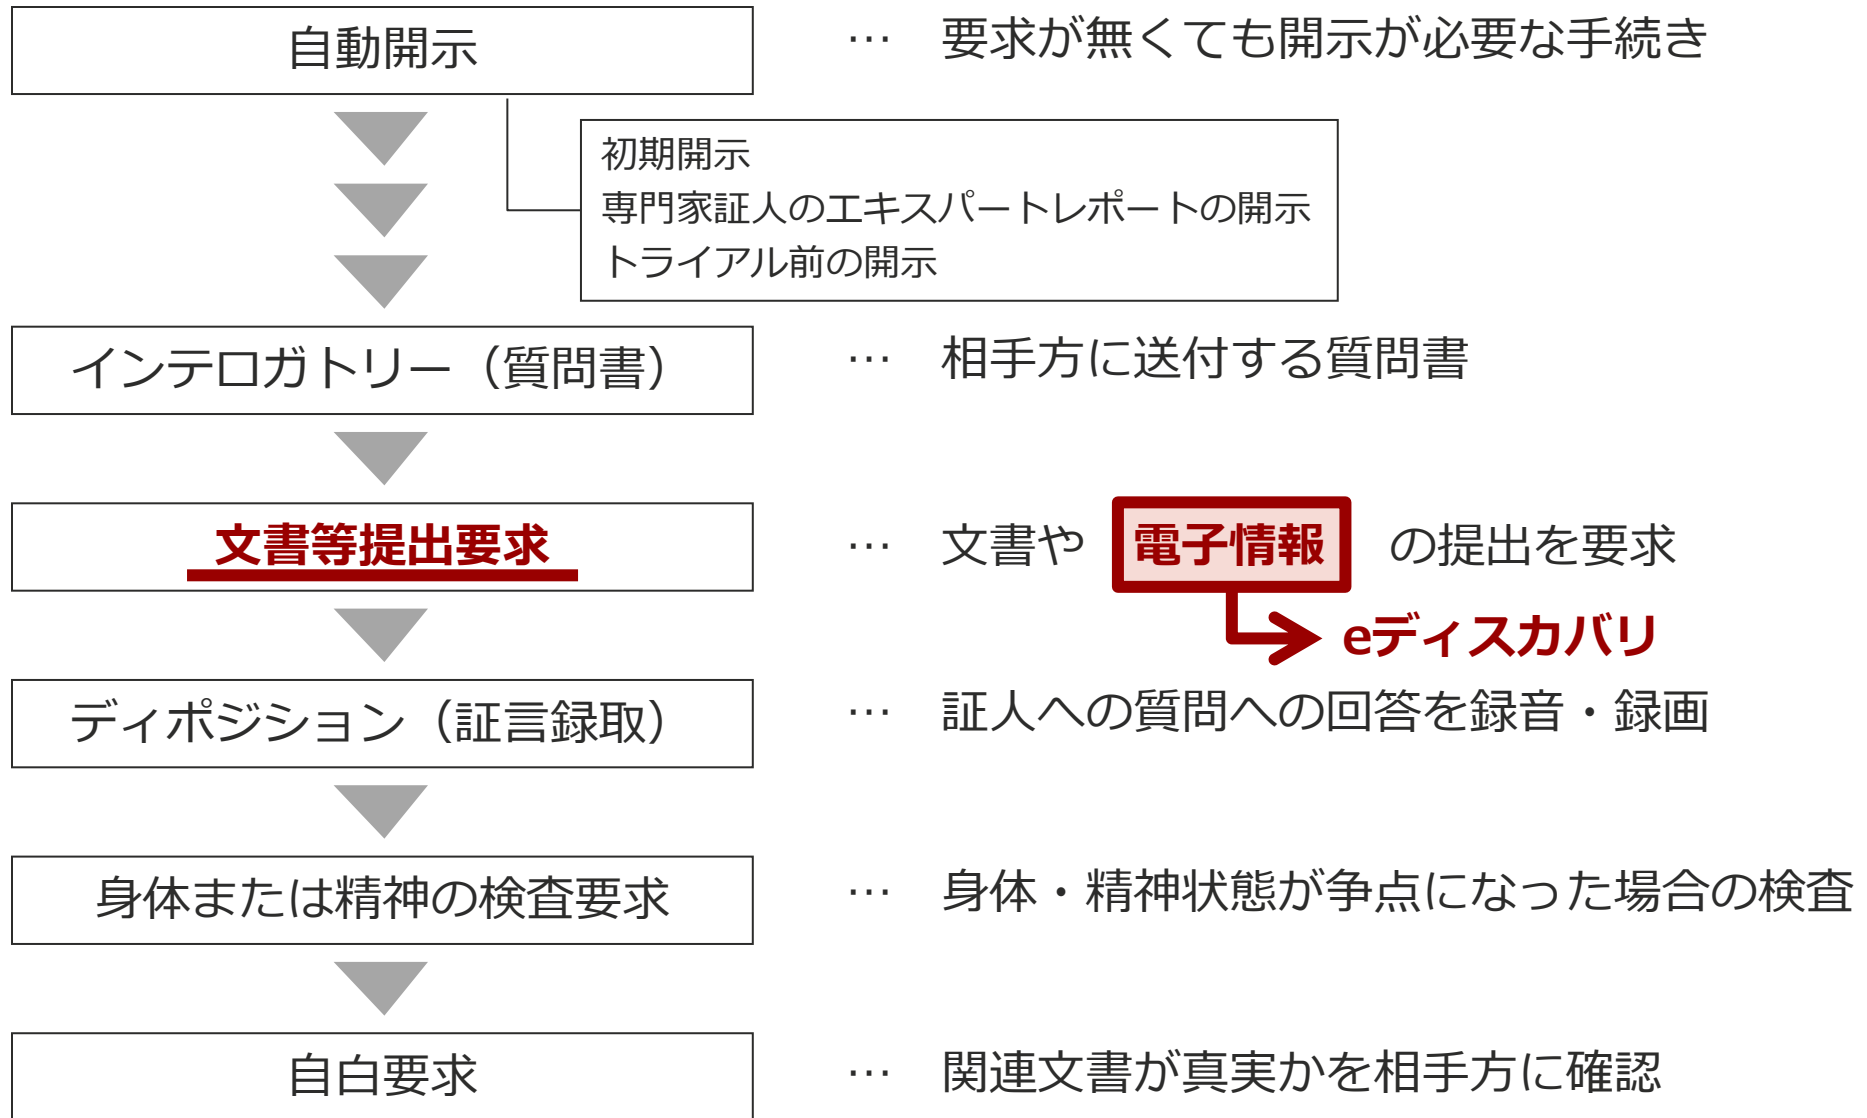 自動開示
… 要求が無くても開示が必要な手続き
初期開示
専門家証人のエキスパートレポートの開示
トライアル前の開示
インテロガトリー（質問書）
… 相手方に送付する質問書
文書等提出要求
… 文書や 電子情報 の提出を要求
eディスカバリ
ディポジション（証言録取）
… 証人への質問への回答を録音・録画
身体または精神の検査要求
… 身体・精神状態が争点になった場合の検査
自白要求
… 関連文書が真実かを相手方に確認